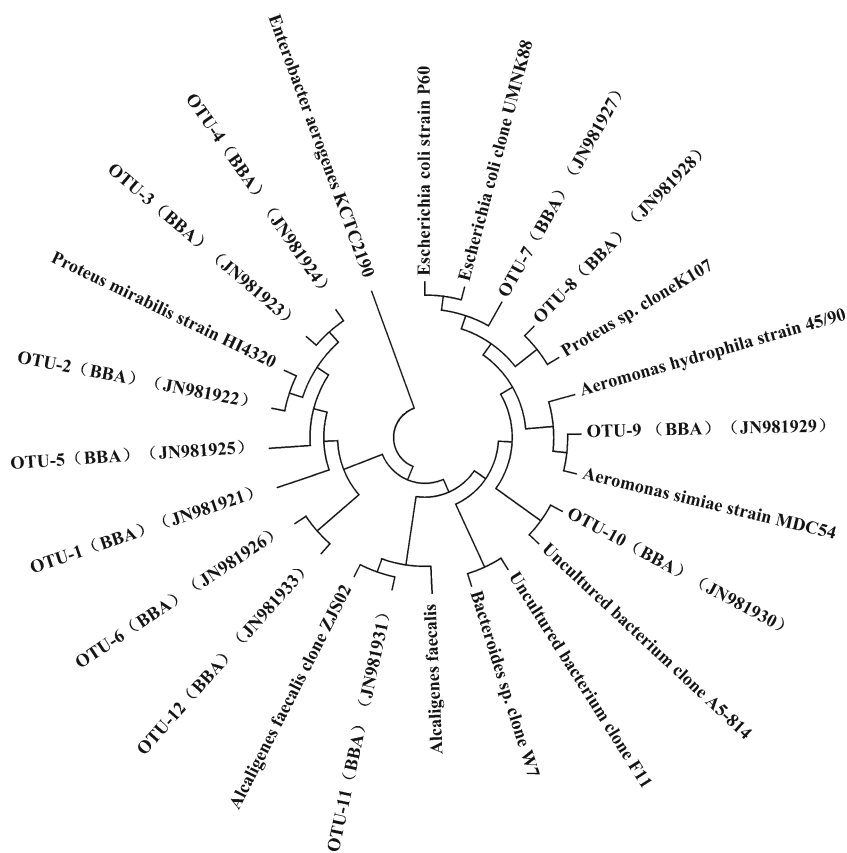 Enterobacter aerogenes KCTC2190
Escherichia coli strain P60
Escherichia coli clone UMNK88
OTU-7（BBA）（JN981927）
OTU-8（BBA）（JN981928）
Proteus sp. cloneK107
Aeromonas hydrophila strain 45/90
OTU-9 （BBA）（JN981929）
Aeromonas simiae strain MDC54
OTU-10（BBA）（JN981930）
Uncultured bacterium clone A5-814
Uncultured bacterium clone F11
Bacteroides sp. clone W7
Alcaligenes faecalis
OTU-11（BBA）（JN981931）
Alcaligenes faecalis clone ZJS02
OTU-12（BBA）（JN981933）
OTU-6（BBA）（JN981926）
OTU-1（BBA）（JN981921）
OTU-5（BBA）（JN981925）
OTU-2（BBA）（JN981922）
Proteus mirabilis strain HI4320
OTU-3（BBA）（JN981923）
OTU-4（BBA）（JN981924）